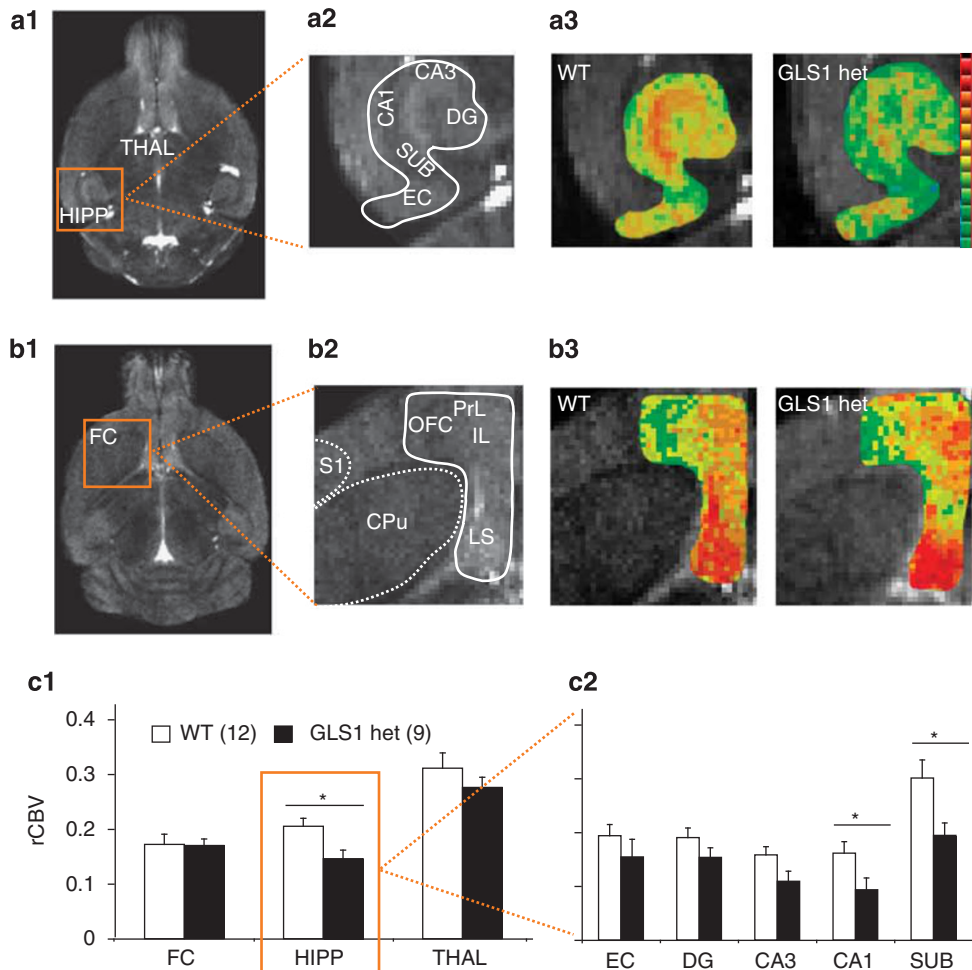 a1
a2
a3
THAL
HIPP
CA3
CA1
DG
SUB
EC
WT
GLS1 het
b1
b2
b3
FC
PrL
OFC
IL
S1
CPu
LS
WT
GLS1 het
c1
c2
0.4
0.3
0.2
0.1
0
rCBV
WT (12)
GLS1 het (9)
*
FC
HIPP
THAL
*
*
EC
DG
CA3
CA1
SUB